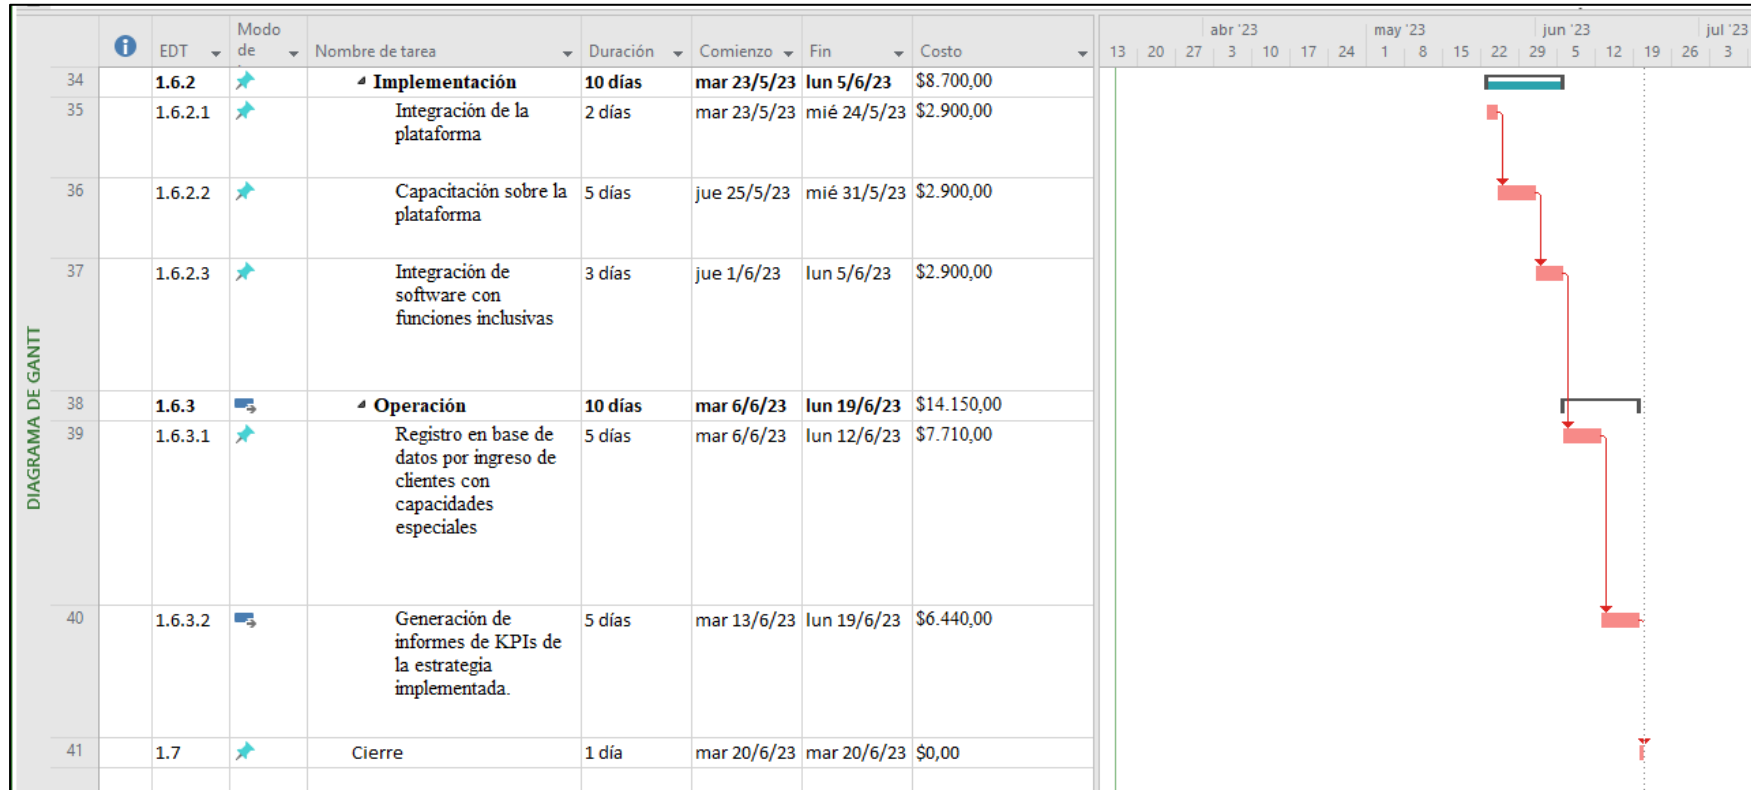 abr '23 may '23 jun '23 jul '23
EDT Modo de Nombre de tarea Duración Comienzo Fin Costo 13 20 27 3 10 17 24 1 8 15 22 29 5 12 19 26 3
34 1.6.2 Implementación 10 días mar 23/5/23 lun 5/6/23 $8.700,00
35 1.6.2.1 Integración de la 2 días mar 23/5/23 mié 24/5/23 $2.900,00
plataforma
36 1.6.2.2 Capacitación sobre la 5 días jue 25/5/23 mié 31/5/23 $2.900,00
plataforma
37 1.6.2.3 Integración de 3 días jue 1/6/23 lun 5/6/23 $2.900,00
software con
funciones inclusivas
38 1.6.3 Operación 10 días mar 6/6/23 lun 19/6/23 $14.150,00
39 1.6.3.1 Registro en base de 5 días mar 6/6/23 lun 12/6/23 $7.710,00
datos por ingreso de
clientes con
capacidades
especiales
40 1.6.3.2 Generación de 5 días mar 13/6/23 lun 19/6/23 $6.440,00
informes de KPIs de
la estrategia
implementada.
41 1.7 Cierre 1 día mar 20/6/23 mar 20/6/23 $0,00
DIAGRAMA DE GANTT